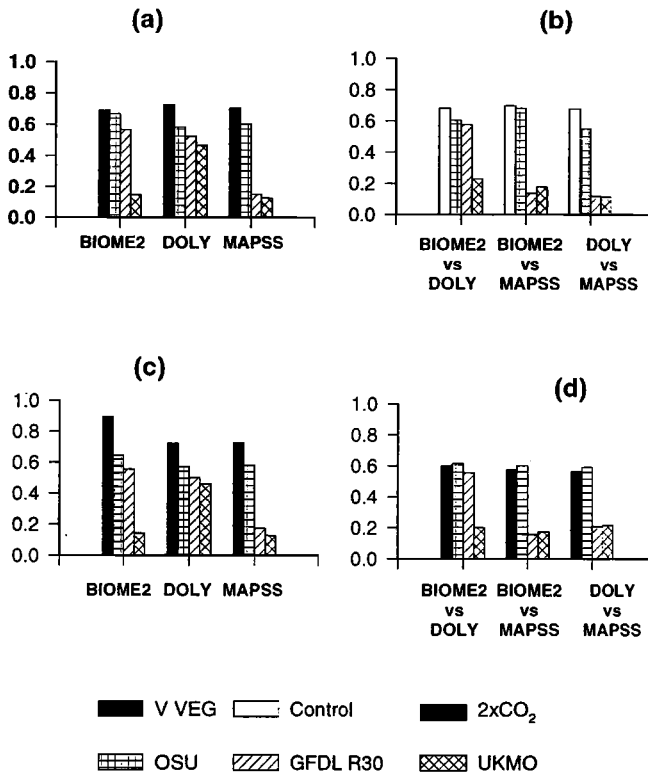 (a)
1.0
0.8
0.6
0.4
0.2
0.0
BIOME2 DOLY MAPSS
(b)
1.0
0.8
0.6
0.4
0.2
0.0
BIOME2 BIOME2 DOLY
vs vs vs
DOLY MAPSS MAPSS
(c)
1.0
0.8
0.6
0.4
0.2
0.0
BIOME2 DOLY MAPSS
(d)
1.0
0.8
0.6
0.4
0.2
0.0
BIOME2 BIOME2 DOLY
vs vs vs
DOLY MAPSS MAPSS
V VEG Control 2xCO₂
OSU GFDL R30 UKMO